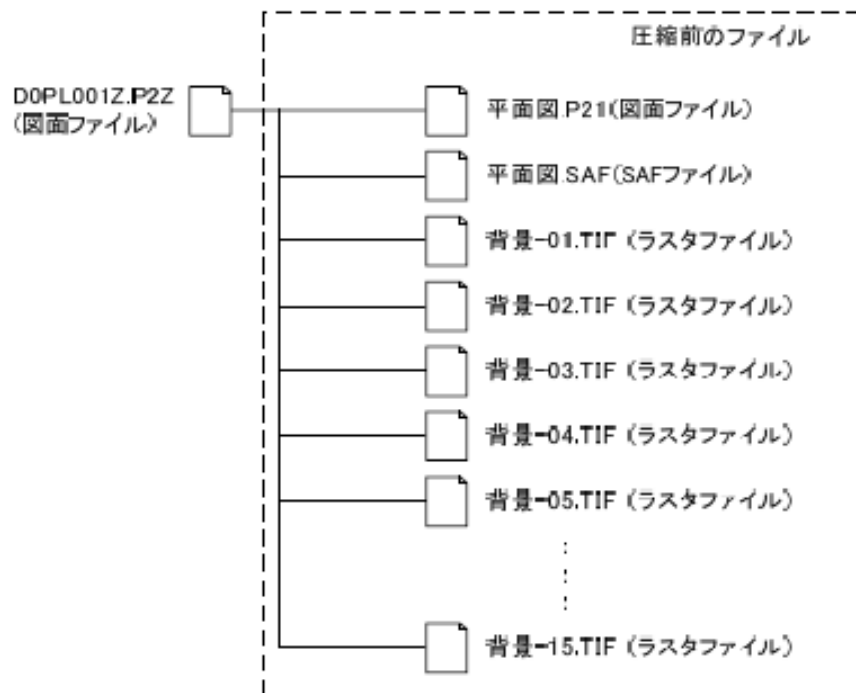 圧縮前のファイル
D0PL001Z.P2Z
(図面ファイル)
平面図.P21(図面ファイル)
平面図.SAF(SAFファイル)
背景-01.TIF (ラスタファイル)
背景-02.TIF (ラスタファイル)
背景-03.TIF (ラスタファイル)
背景-04.TIF (ラスタファイル)
背景-05.TIF (ラスタファイル)
背景-15.TIF (ラスタファイル)